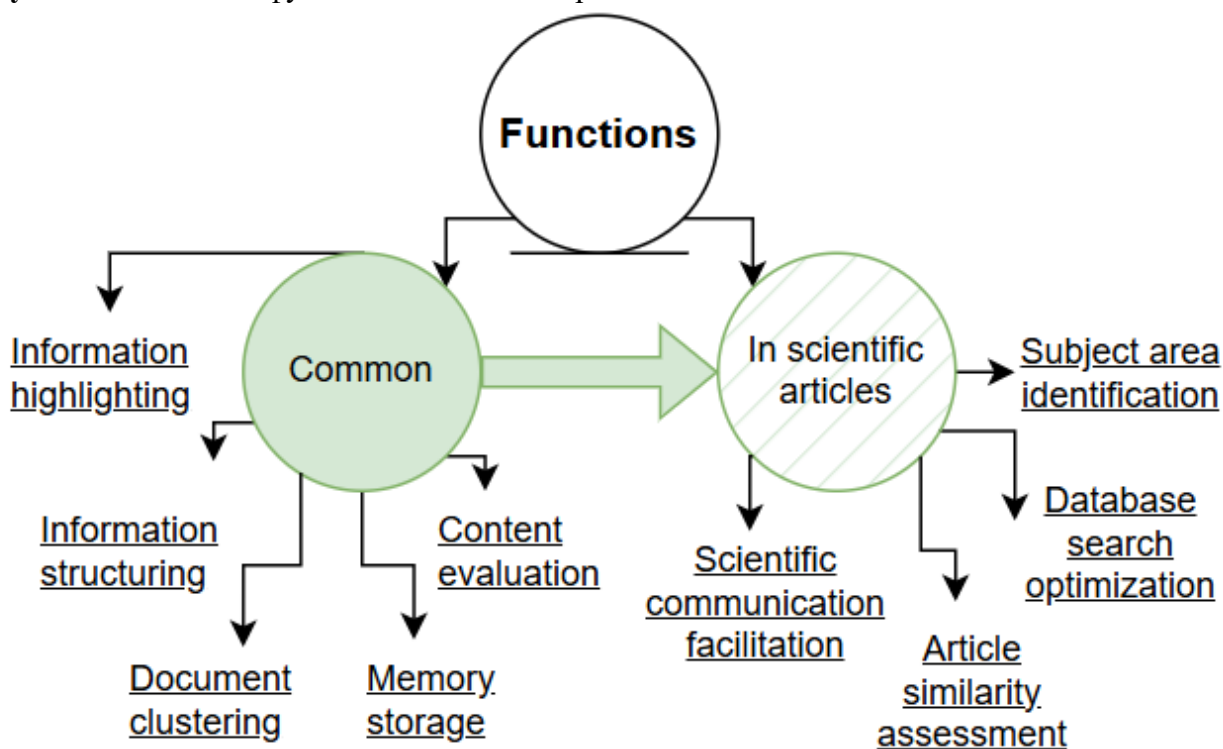 Functions
Common
In scientific
articles
Information
highlighting
Information
structuring
Document
clustering
Memory
storage
Content
evaluation
Scientific
communication
facilitation
Article
similarity
assessment
Database
search
optimization
Subject area
identification